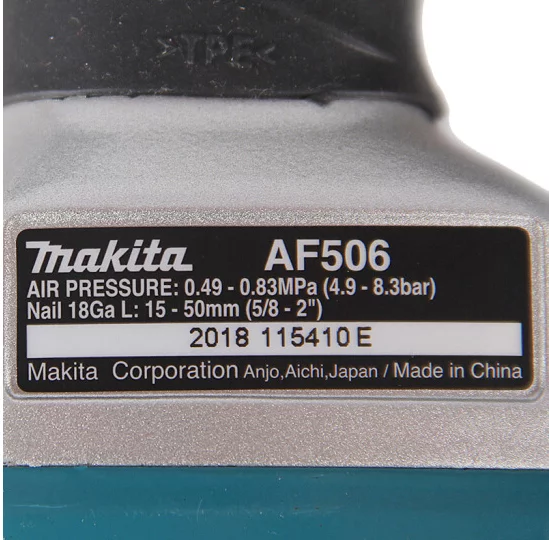 >TPE<
Makita AF506
AIR PRESSURE: 0.49 - 0.83MPa (4.9 - 8.3bar)
Nail 18Ga L: 15 - 50mm (5/8 - 2")
2018 115410 E
Makita Corporation Anjo,Aichi,Japan / Made in China